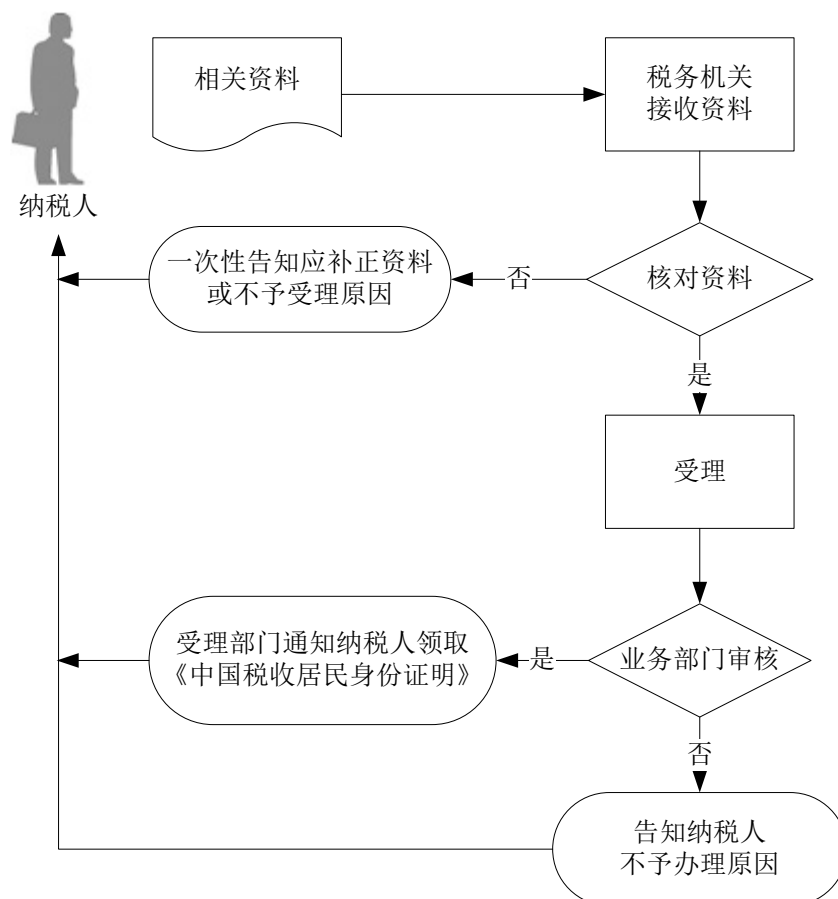 相关资料
税务机关
接收资料
纳税人
一次性告知应补正资料
或不予受理原因
否
核对资料
是
受理
受理部门通知纳税人领取
《中国税收居民身份证明》
是
业务部门审核
否
告知纳税人
不予办理原因